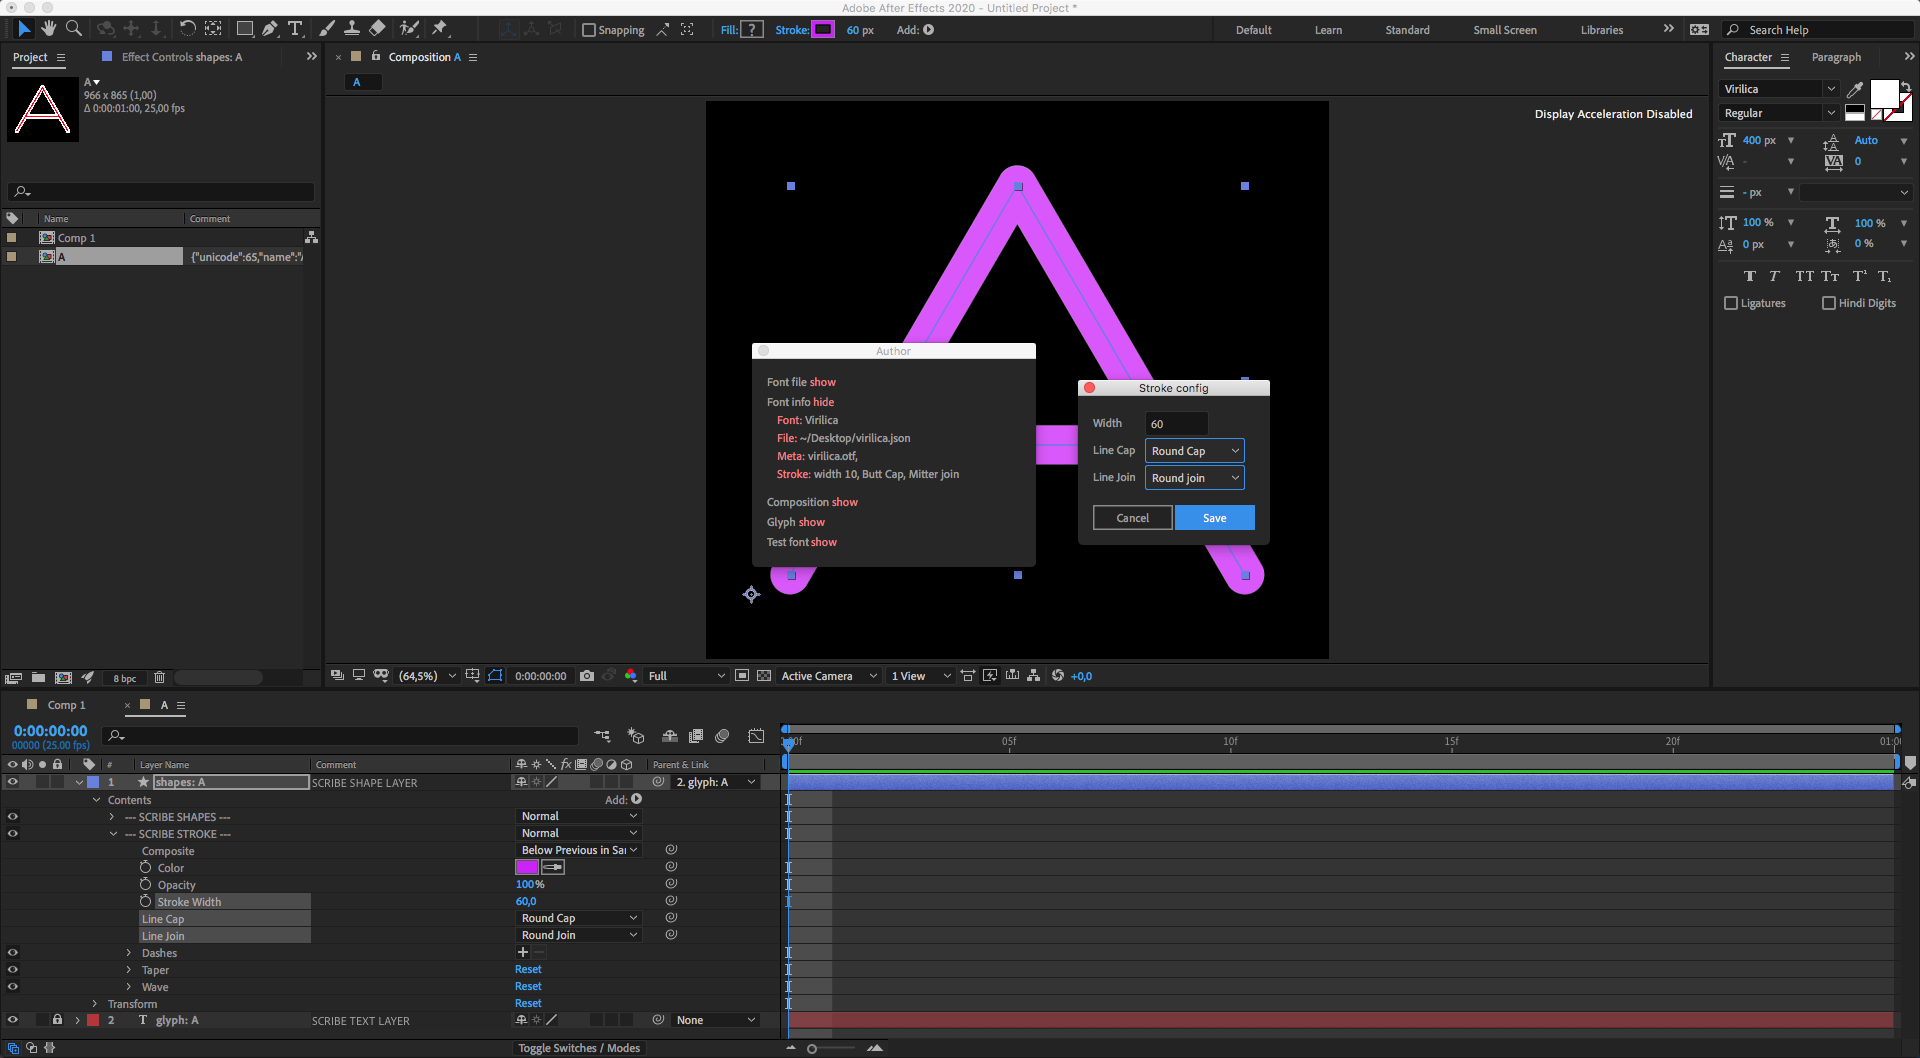 Adobe After Effects 2020 - Untitled Project *
Snapping
Fill: ?
Stroke:
60 px
Add:
Default
Learn
Standard
Small Screen
Libraries
Search Help
Project
Effect Controls shapes: A
Composition A
Character
Paragraph
A
966 x 865 (1,00)
Δ 0:00:01:00, 25,00 fps
A
Display Acceleration Disabled
Virilica
Regular
400 px
Auto
0
- px
100 %
100 %
0 px
0 %
Ligatures
Hindi Digits
Name
Comment
Comp 1
A
{"unicode":65,"name":"A
Author
Font file show
Font info hide
Font: Virilica
File: ~/Desktop/virilica.json
Meta: virilica.otf,
Stroke: width 10, Butt Cap, Mitter join
Composition show
Glyph show
Test font show
Stroke config
Width
60
Line Cap
Round Cap
Line Join
Round join
Cancel
Save
8 bpc
(64,5%)
0:00:00:00
Full
Active Camera
1 View
+0,0
Comp 1
A
0:00:00:00
00000 (25.00 fps)
05f
10f
15f
20f
#
Layer Name
Comment
Parent & Link
1
shapes: A
SCRIBE SHAPE LAYER
2. glyph: A
Contents
Add:
--- SCRIBE SHAPES ---
Normal
--- SCRIBE STROKE ---
Normal
Composite
Below Previous in Sar
Color
Opacity
100%
Stroke Width
60,0
Line Cap
Round Cap
Line Join
Round Join
Dashes
Taper
Reset
Wave
Reset
Transform
Reset
2
T
glyph: A
SCRIBE TEXT LAYER
None
Toggle Switches / Modes